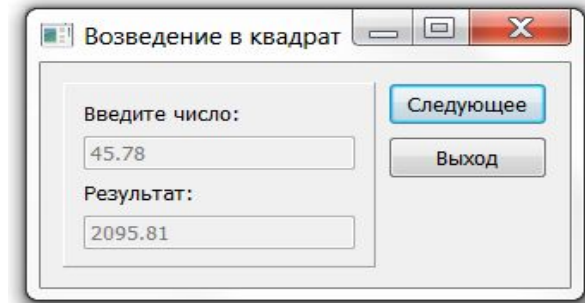 Возведение в квадрат
Введите число:
45.78
Результат:
2095.81
Следующее
Выход